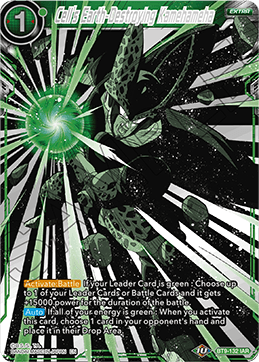 1
Cell's Earth-Destroying Kamehameha
EXTRA
Activate:Battle If your Leader Card is green : Choose up
to 1 of your Leader Cards or Battle Cards and it gets
+15000 power for the duration of the battle.
Auto If all of your energy is green : When you activate
this card, choose 1 card in your opponent's hand and
place it in their Drop Area.
BT9-132 IAR